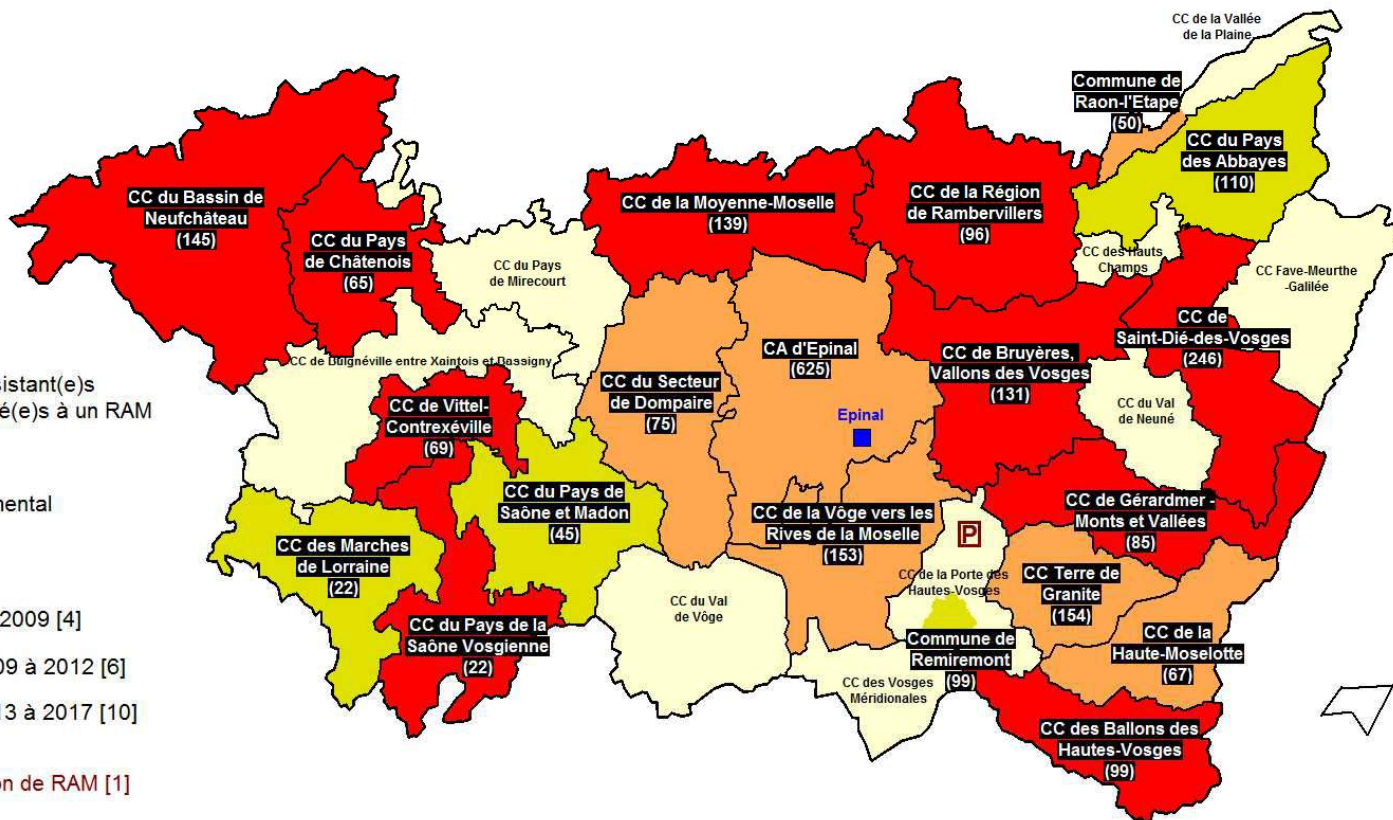 CC de la Vallée
de la Plaine
Commune de
Raon-l'Etape
(50)
CC du Pays
des Abbayes
(110)
CC du Bassin de
Neufchâteau
(145)
CC du Pays
de Châtenois
(65)
CC de la Moyenne-Moselle
(139)
CC de la Région
de Rambervillers
(96)
CC du Pays
de Mirecourt
CC des Hauts
Champs
CC Fave-Meurthe
-Galilée
CC de
Saint-Dié-des-Vosges
(246)
CC de Bulgnéville entre Xaintois et Bassigny
CA d'Epinal
(625)
CC de Bruyères,
Vallons des Vosges
(131)
CC du Secteur
de Dompaire
(75)
CC de Vittel-
Contrexéville
(69)
Epinal
CC du Val
de Neuné
sistant(e)s
é(e)s à un RAM
CC du Pays de
Saône et Madon
(45)
CC de la Vôge vers les
Rives de la Moselle
(153)
P
CC de Gérardmer -
Monts et Vallées
(85)
mental
CC des Marches
de Lorraine
(22)
CC de la Porte des
Hautes-Vosges
CC Terre de
Granite
(154)
CC du Val
de Vôge
2009 [4]
CC du Pays de la
Saône Vosgienne
(22)
Commune de
Remiremont
(99)
CC de la
Haute-Moselotte
(67)
09 à 2012 [6]
CC des Vosges
Méridionales
13 à 2017 [10]
CC des Ballons des
Hautes-Vosges
(99)
on de RAM [1]